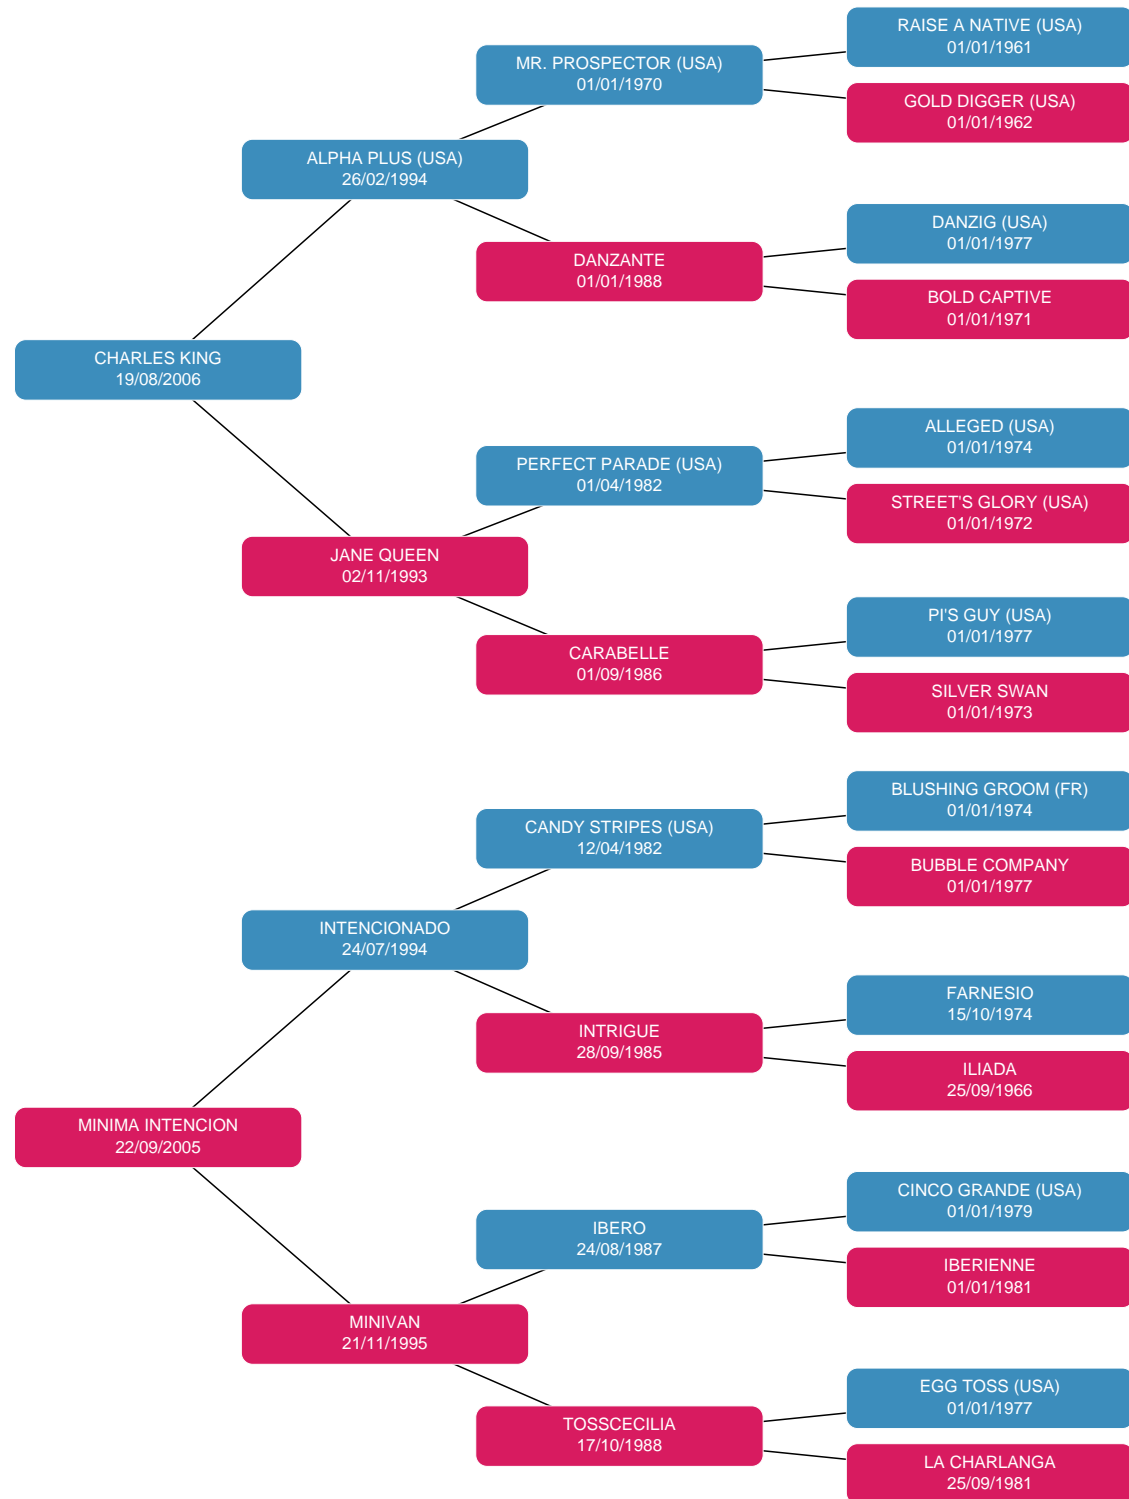 RAISE A NATIVE (USA)
01/01/1961
MR. PROSPECTOR (USA)
01/01/1970
GOLD DIGGER (USA)
01/01/1962
ALPHA PLUS (USA)
26/02/1994
DANZIG (USA)
01/01/1977
DANZANTE
01/01/1988
BOLD CAPTIVE
01/01/1971
CHARLES KING
19/08/2006
ALLEGED (USA)
01/01/1974
PERFECT PARADE (USA)
01/04/1982
STREET'S GLORY (USA)
01/01/1972
JANE QUEEN
02/11/1993
PI'S GUY (USA)
01/01/1977
CARABELLE
01/09/1986
SILVER SWAN
01/01/1973
BLUSHING GROOM (FR)
01/01/1974
CANDY STRIPES (USA)
12/04/1982
BUBBLE COMPANY
01/01/1977
INTENCIONADO
24/07/1994
FARNESIO
15/10/1974
INTRIGUE
28/09/1985
ILIADA
25/09/1966
MINIMA INTENCION
22/09/2005
CINCO GRANDE (USA)
01/01/1979
IBERO
24/08/1987
IBERIENNE
01/01/1981
MINIVAN
21/11/1995
EGG TOSS (USA)
01/01/1977
TOSSCECILIA
17/10/1988
LA CHARLANGA
25/09/1981